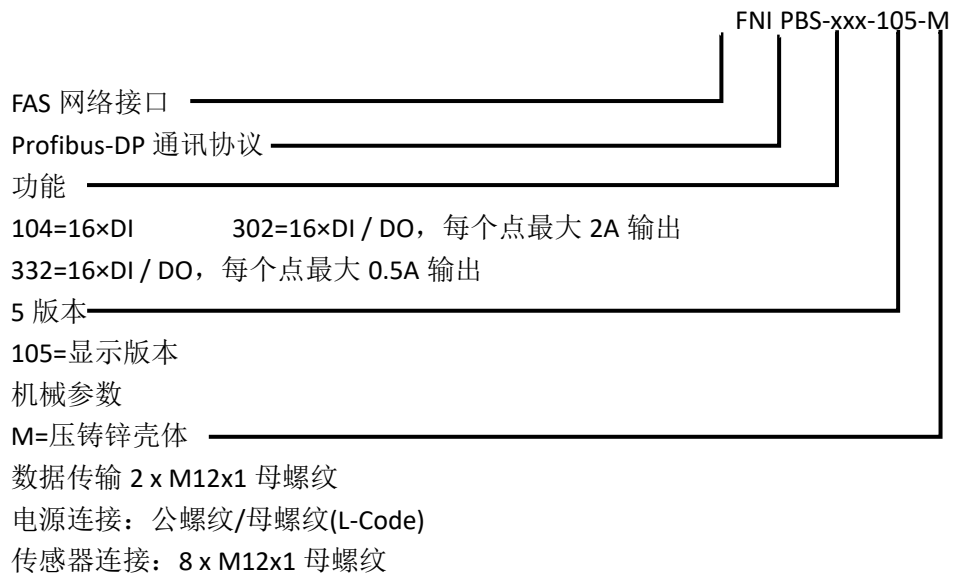 FNI PBS-xxx-105-M
FAS 网络接口
Profibus-DP 通讯协议
功能
104=16×DI 302=16×DI / DO，每个点最大 2A 输出
332=16×DI / DO，每个点最大 0.5A 输出
5 版本
105=显示版本
机械参数
M=压铸锌壳体
数据传输 2 x M12x1 母螺纹
电源连接：公螺纹/母螺纹(L-Code)
传感器连接：8 x M12x1 母螺纹